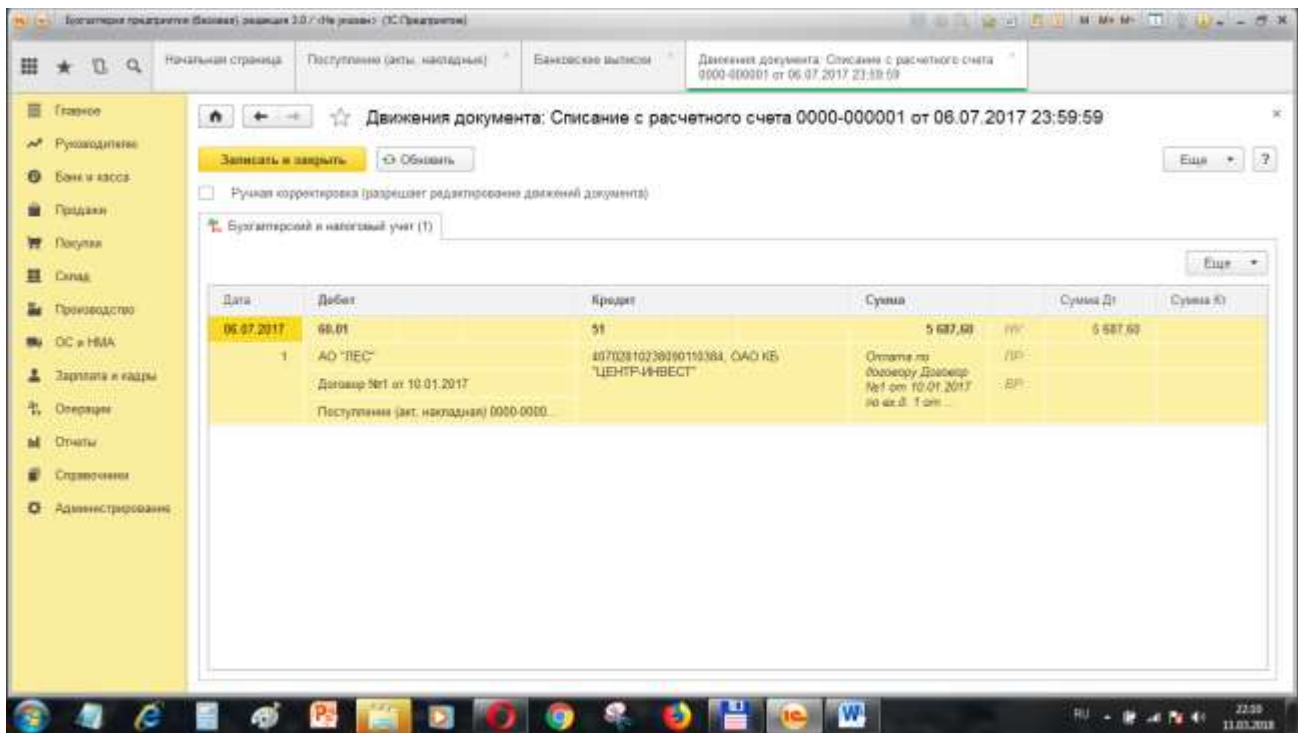 Бухгалтерия предприятия (базовая), редакция 3.0 / <Не указан> (1С:Предприятие)
M M+ M-
Начальная страница
Поступление (акты, накладные)
Банковские выписки
Движения документа: Списание с расчетного счета
0000-000001 от 06.07.2017 23:59:59
Главное
Руководителю
Банк и касса
Продажи
Покупки
Склад
Производство
ОС и НМА
Зарплата и кадры
Операции
Отчеты
Справочники
Администрирование
Движения документа: Списание с расчетного счета 0000-000001 от 06.07.2017 23:59:59
Записать и закрыть
Обновить
Еще
?
Ручная корректировка (разрешает редактирование движений документа)
Бухгалтерский и налоговый учет (1)
Еще
Дата Дебет Кредит Сумма Сумма Дт Сумма Кт
06.07.2017 60.01 51 5 687,60 НУ: 5 687,60
1 АО "ЛЕС" 40702810238090110384, ОАО КБ Оплата по ПР:
"ЦЕНТР-ИНВЕСТ" договору Договор
Договор №1 от 10.01.2017 №1 от 10.01.2017 ВР:
Поступление (акт, накладная) 0000-0000... по вх.д. 1 от ...
RU
22:59
11.03.2018